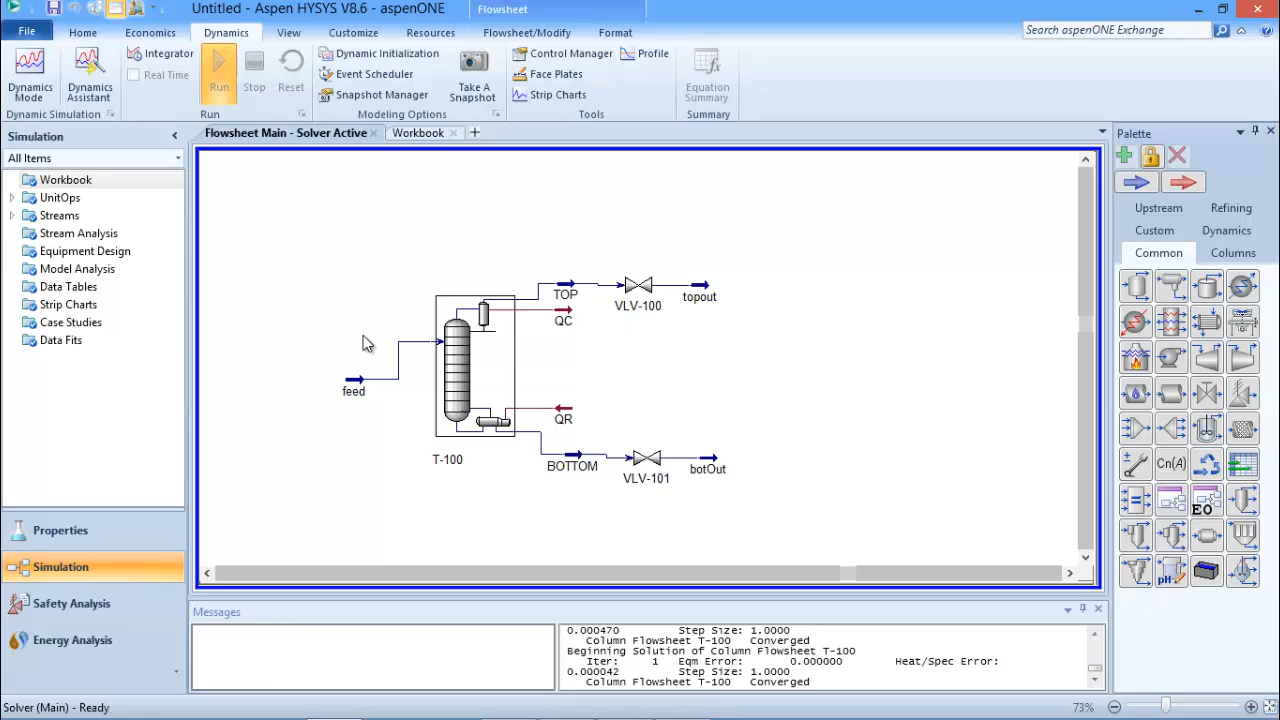 Untitled - Aspen HYSYS V8.6 - aspenONE
Flowsheet
File
Home
Economics
Dynamics
View
Customize
Resources
Flowsheet/Modify
Format
Search aspenONE Exchange
Dynamics Mode
Dynamics Assistant
Integrator
Real Time
Run
Stop
Reset
Dynamic Initialization
Event Scheduler
Snapshot Manager
Take A Snapshot
Control Manager
Profile
Face Plates
Strip Charts
Equation Summary
Dynamic Simulation
Run
Modeling Options
Tools
Summary
Simulation
All Items
Workbook
UnitOps
Streams
Stream Analysis
Equipment Design
Model Analysis
Data Tables
Strip Charts
Case Studies
Data Fits
Properties
Simulation
Safety Analysis
Energy Analysis
Flowsheet Main - Solver Active
Workbook
TOP
VLV-100
topout
QC
feed
QR
T-100
BOTTOM
VLV-101
botOut
Palette
Upstream
Refining
Custom
Dynamics
Common
Columns
Cn(A)
EO
pH
Messages
0.000470 Step Size: 1.0000
Column Flowsheet T-100 Converged
Beginning Solution of Column Flowsheet T-100
Iter: 1 Eqm Error: 0.000000 Heat/Spec Error:
0.000042 Step Size: 1.0000
Column Flowsheet T-100 Converged
Solver (Main) - Ready
73%